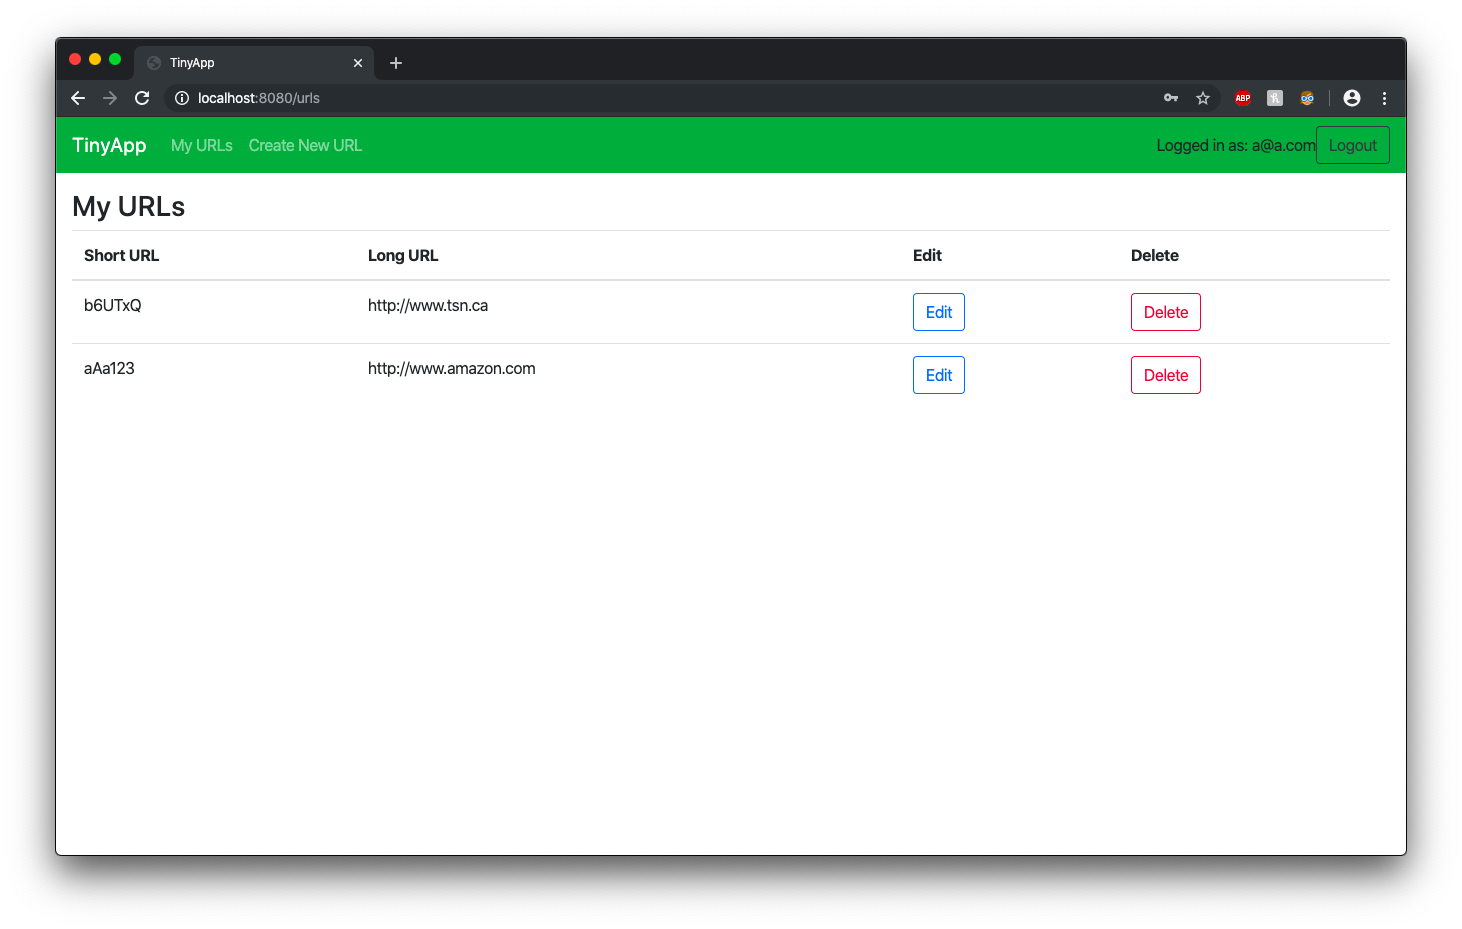 TinyApp
localhost:8080/urls
ABP
TinyApp My URLs Create New URL Logged in as: a@a.com Logout
My URLs
Short URL Long URL Edit Delete
b6UTxQ http://www.tsn.ca Edit Delete
aAa123 http://www.amazon.com Edit Delete